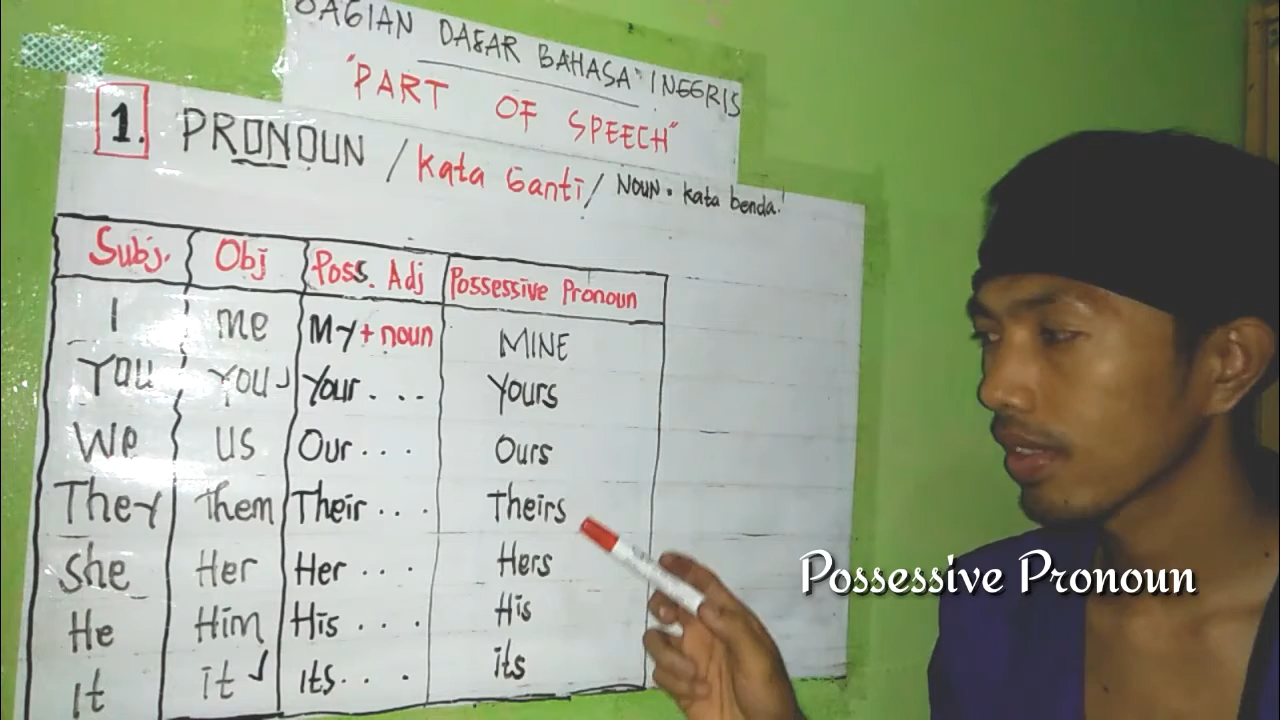 BAGIAN DASAR BAHASA INGGRIS
"PART OF SPEECH"
1. PRONOUN / Kata Ganti / NOUN • kata benda!
Subj. Obj Poss. Adj Possessive Pronoun
I me My + noun MINE
You You Your . . . Yours
We US Our . . . Ours
They Them Their . . . Theirs
She Her Her . . . Hers
He Him His . . . His
It it its . . . its
Possessive Pronoun